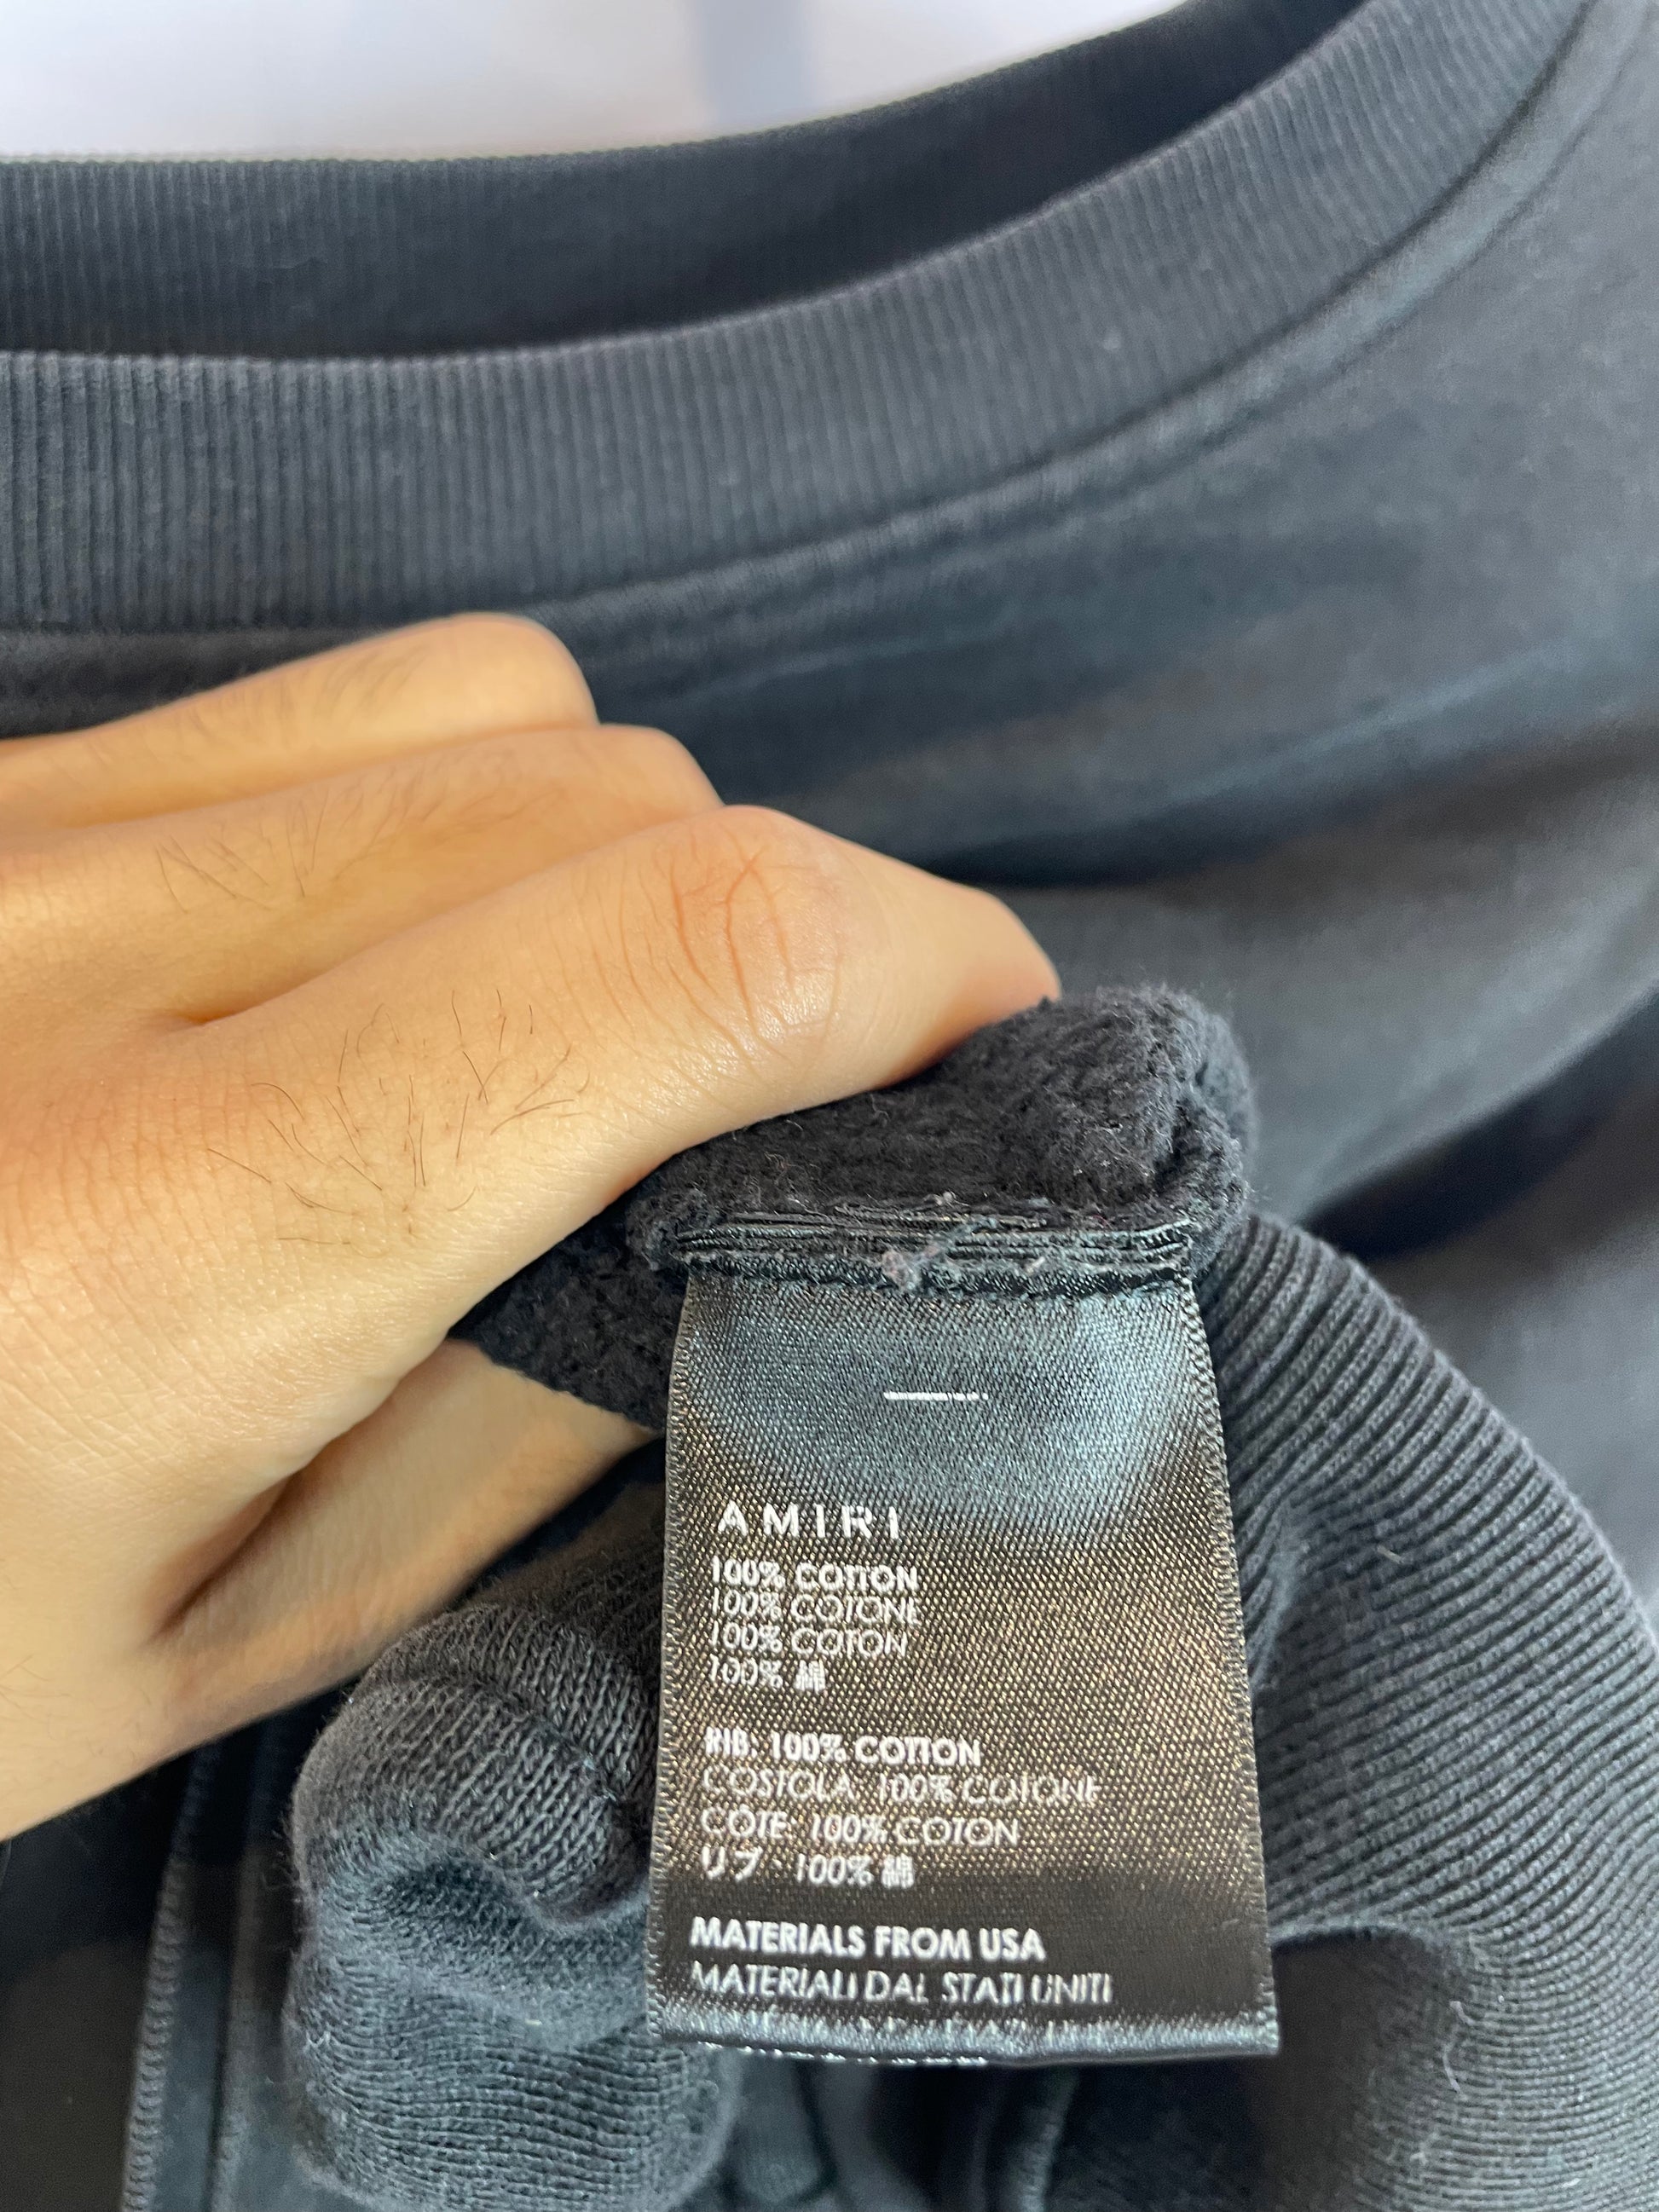 AMIRI
100% COTTON
100% COTONE
100% COTON
100% 綿
RIB: 100% COTTON
COSTOLA: 100% COTONE
COTE: 100% COTON
リブ: 100% 綿
MATERIALS FROM USA
MATERIALI DAL STATI UNITI